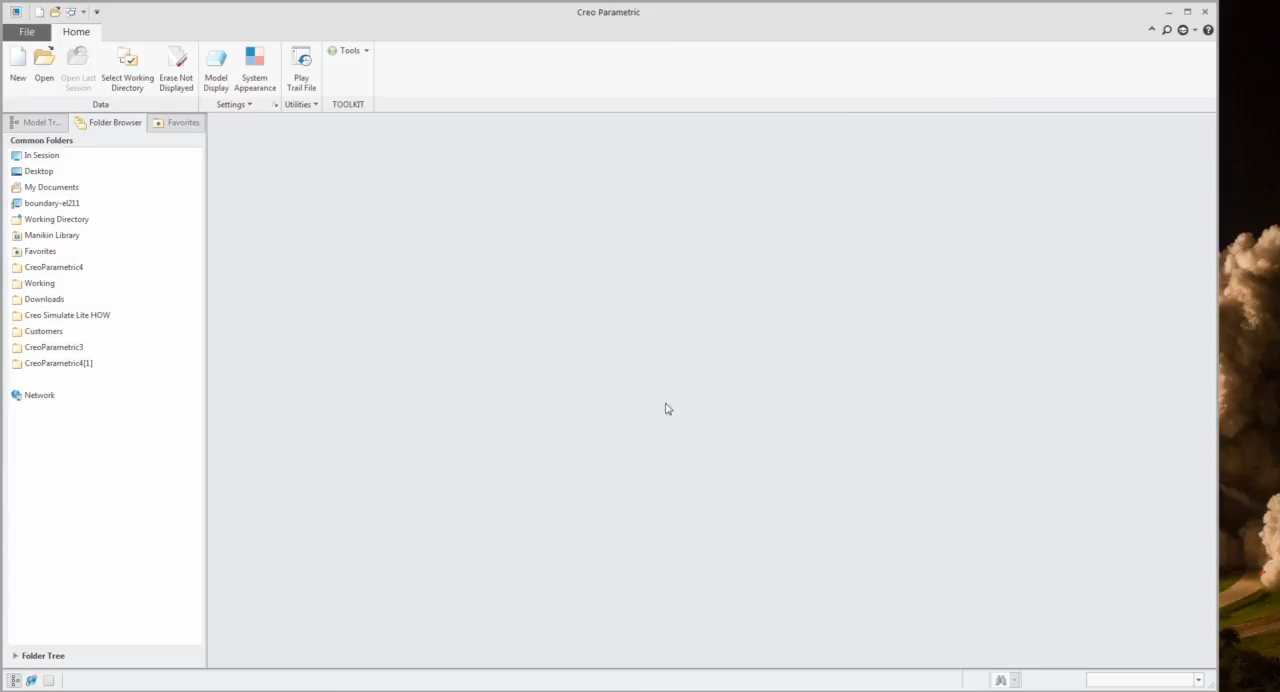 Creo Parametric
File
Home
New
Open
Open Last Session
Select Working Directory
Erase Not Displayed
Model Display
System Appearance
Play Trail File
Tools
Data
Settings
Utilities
TOOLKIT
Model Tr...
Folder Browser
Favorites
Common Folders
In Session
Desktop
My Documents
boundary-el211
Working Directory
Manikin Library
Favorites
CreoParametric4
Working
Downloads
Creo Simulate Lite HOW
Customers
CreoParametric3
CreoParametric4[1]
Network
Folder Tree